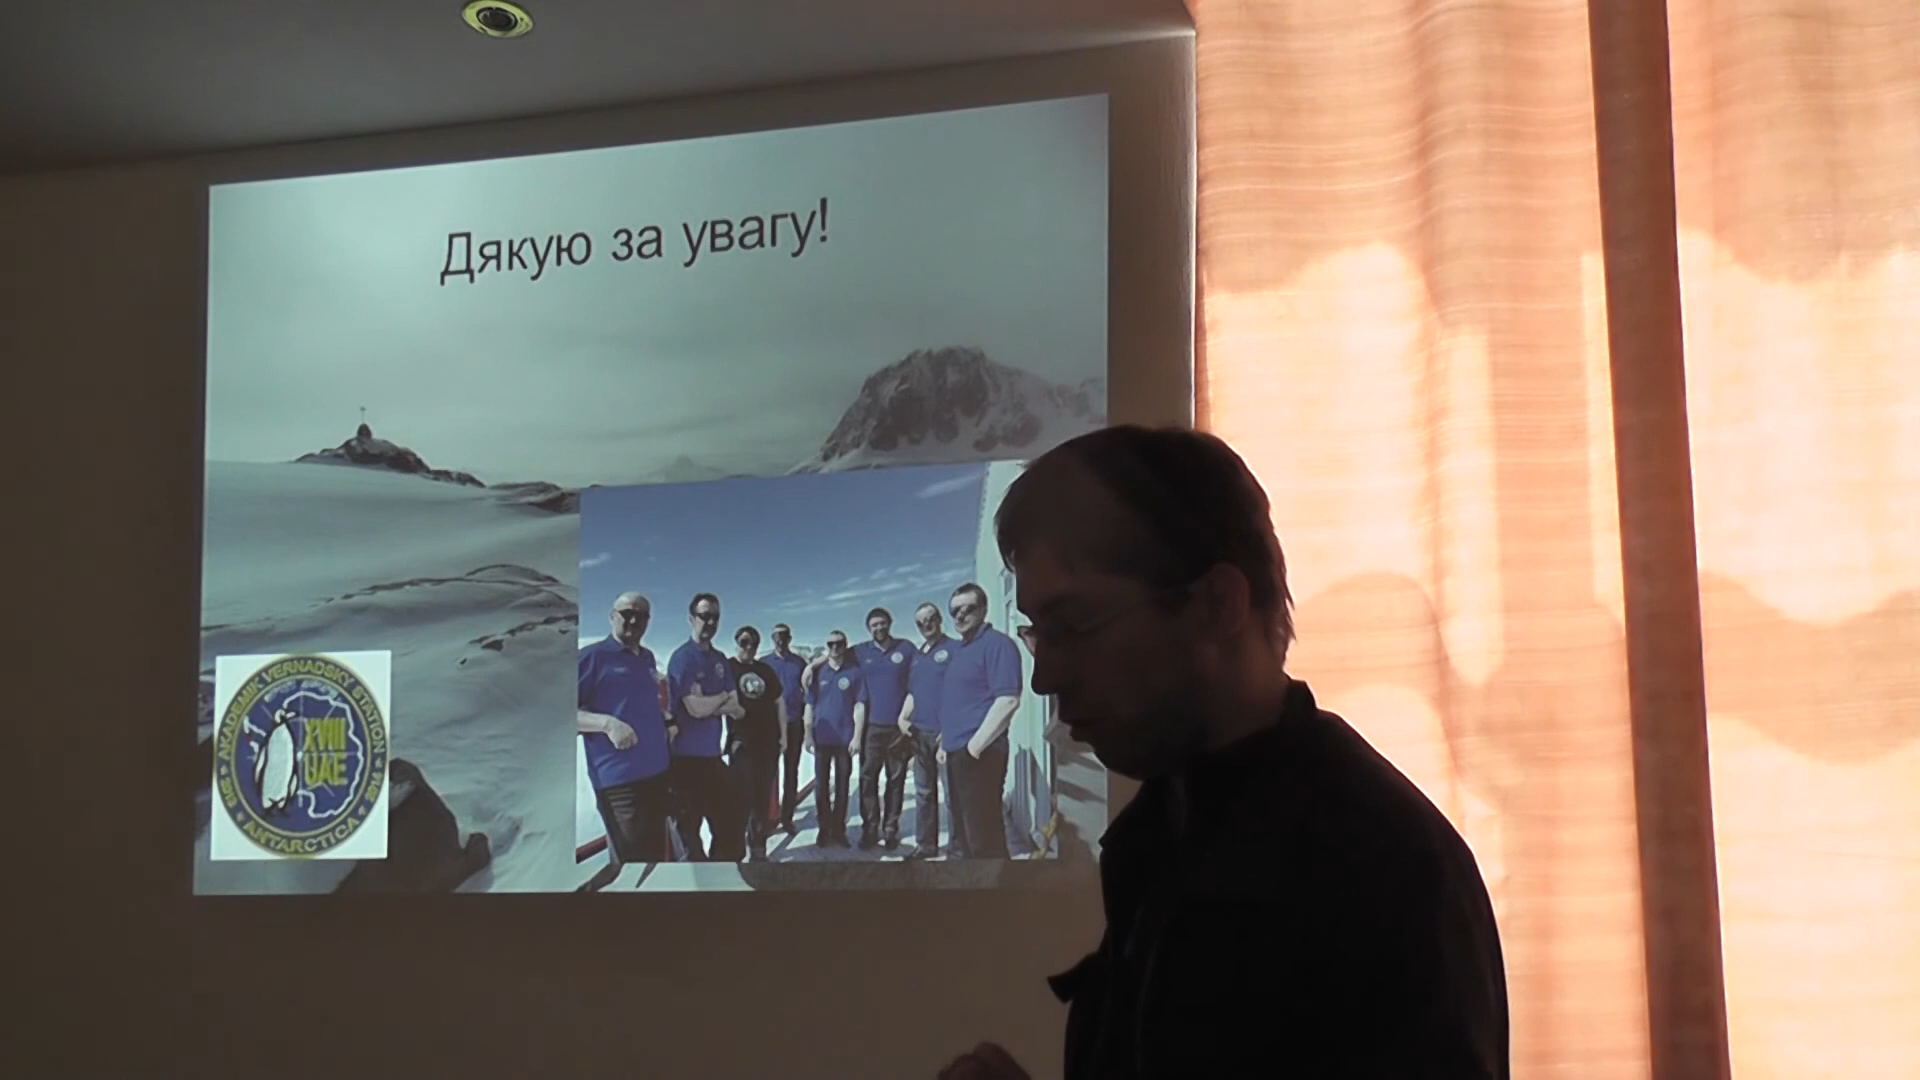 Дякую за увагу!
AKADEMIK VERNADSKY STATION
XVIII
UAE
ANTARCTICA